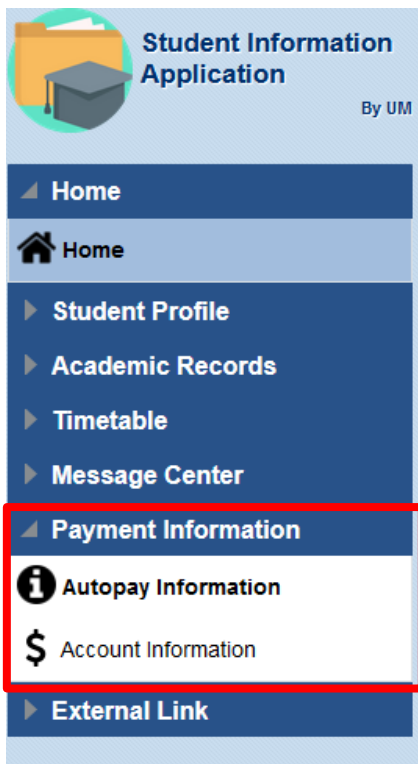 Student Information
Application
By UM
Home
Home
Student Profile
Academic Records
Timetable
Message Center
Payment Information
Autopay Information
$ Account Information
External Link